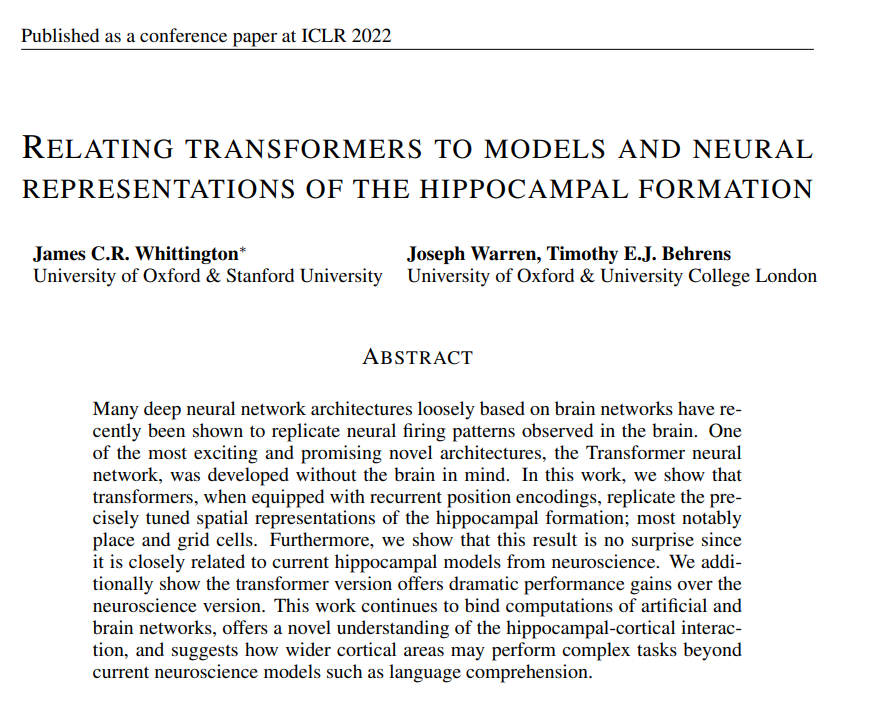 Published as a conference paper at ICLR 2022
RELATING TRANSFORMERS TO MODELS AND NEURAL
REPRESENTATIONS OF THE HIPPOCAMPAL FORMATION
James C.R. Whittington*
University of Oxford & Stanford University
Joseph Warren, Timothy E.J. Behrens
University of Oxford & University College London
ABSTRACT
Many deep neural network architectures loosely based on brain networks have re-
cently been shown to replicate neural firing patterns observed in the brain. One
of the most exciting and promising novel architectures, the Transformer neural
network, was developed without the brain in mind. In this work, we show that
transformers, when equipped with recurrent position encodings, replicate the pre-
cisely tuned spatial representations of the hippocampal formation; most notably
place and grid cells. Furthermore, we show that this result is no surprise since
it is closely related to current hippocampal models from neuroscience. We addi-
tionally show the transformer version offers dramatic performance gains over the
neuroscience version. This work continues to bind computations of artificial and
brain networks, offers a novel understanding of the hippocampal-cortical interac-
tion, and suggests how wider cortical areas may perform complex tasks beyond
current neuroscience models such as language comprehension.